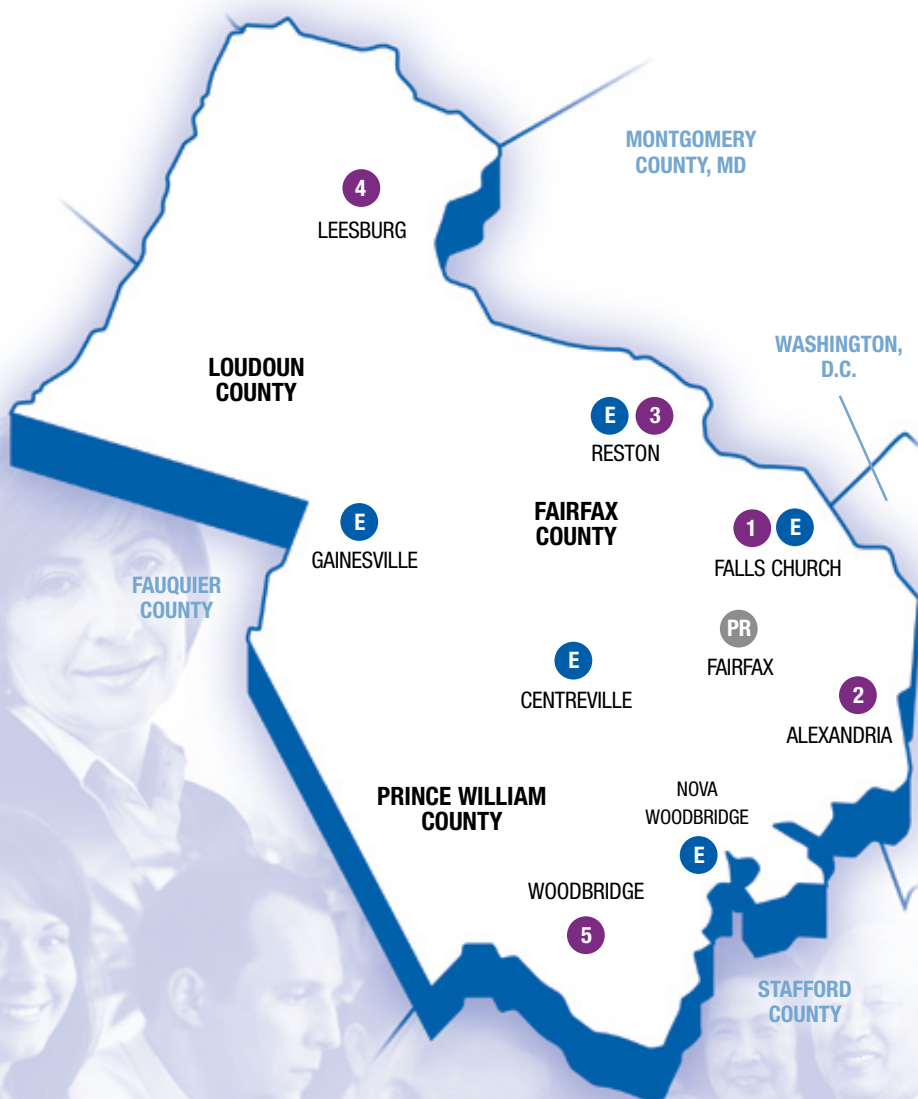 MONTGOMERY
COUNTY, MD
4
LEESBURG
WASHINGTON,
D.C.
LOUDOUN
COUNTY
E 3
RESTON
FAIRFAX
COUNTY
E
GAINESVILLE
1 E
FALLS CHURCH
FAUQUIER
COUNTY
PR
FAIRFAX
E
CENTREVILLE
2
ALEXANDRIA
PRINCE WILLIAM
COUNTY
NOVA
WOODBRIDGE
E
WOODBRIDGE
5
STAFFORD
COUNTY